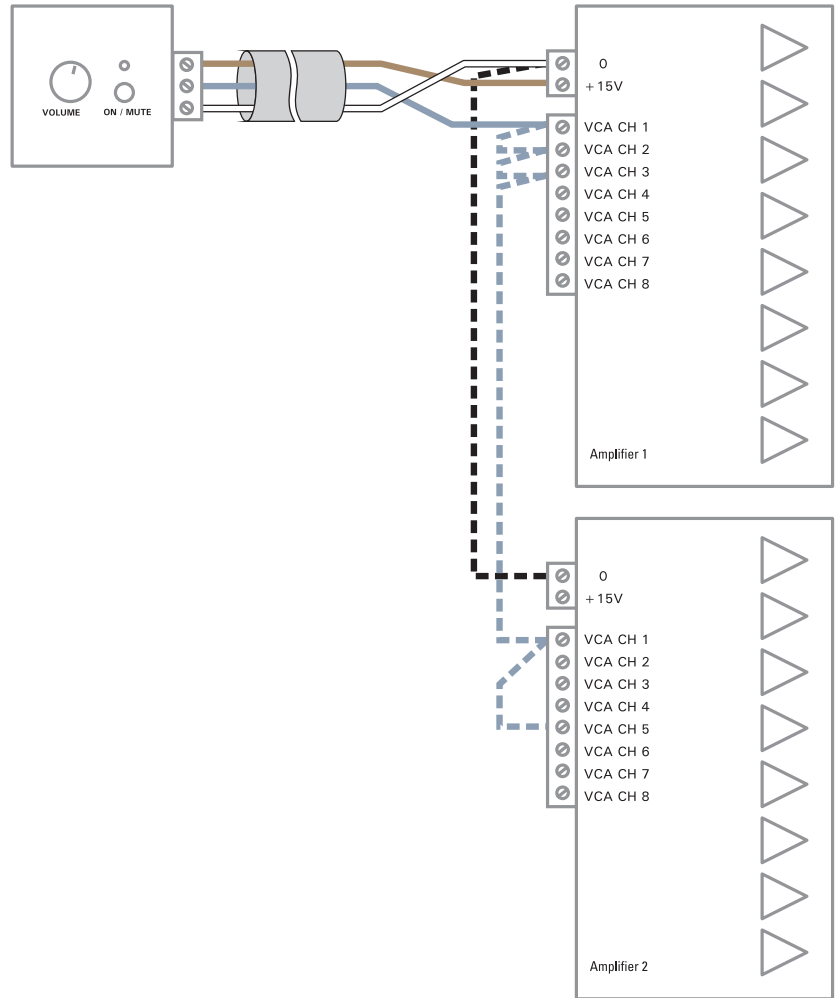 VOLUME
ON / MUTE
0
+15V
VCA CH 1
VCA CH 2
VCA CH 3
VCA CH 4
VCA CH 5
VCA CH 6
VCA CH 7
VCA CH 8
Amplifier 1
0
+15V
VCA CH 1
VCA CH 2
VCA CH 3
VCA CH 4
VCA CH 5
VCA CH 6
VCA CH 7
VCA CH 8
Amplifier 2